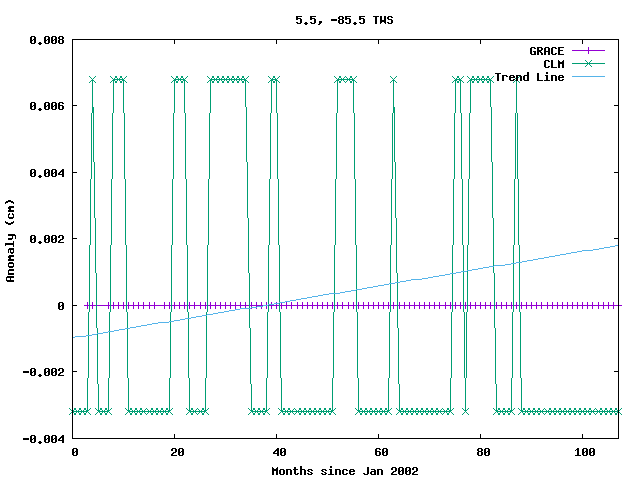 5.5, -85.5 TWS
0.008
0.006
0.004
0.002
0
-0.002
-0.004
Anomaly (cm)
GRACE
CLM
Trend Line
0 20 40 60 80 100
Months since Jan 2002